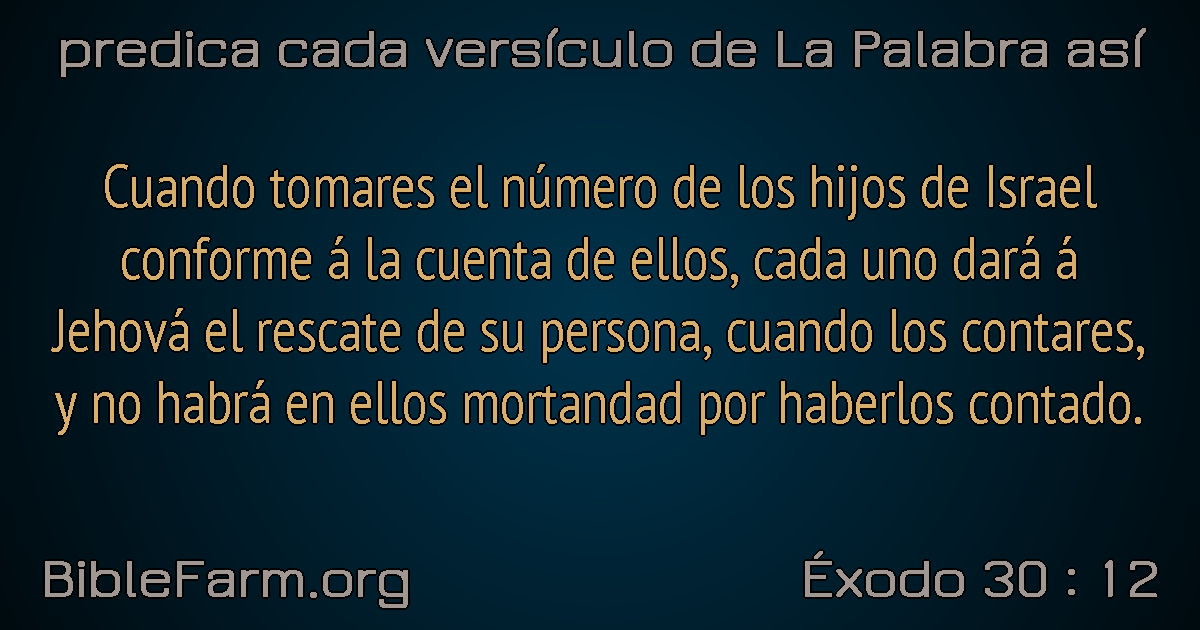 predica cada versículo de La Palabra así
Cuando tomares el número de los hijos de Israel
conforme á la cuenta de ellos, cada uno dará á
Jehová el rescate de su persona, cuando los contares,
y no habrá en ellos mortandad por haberlos contado.
BibleFarm.org
Éxodo 30 : 12